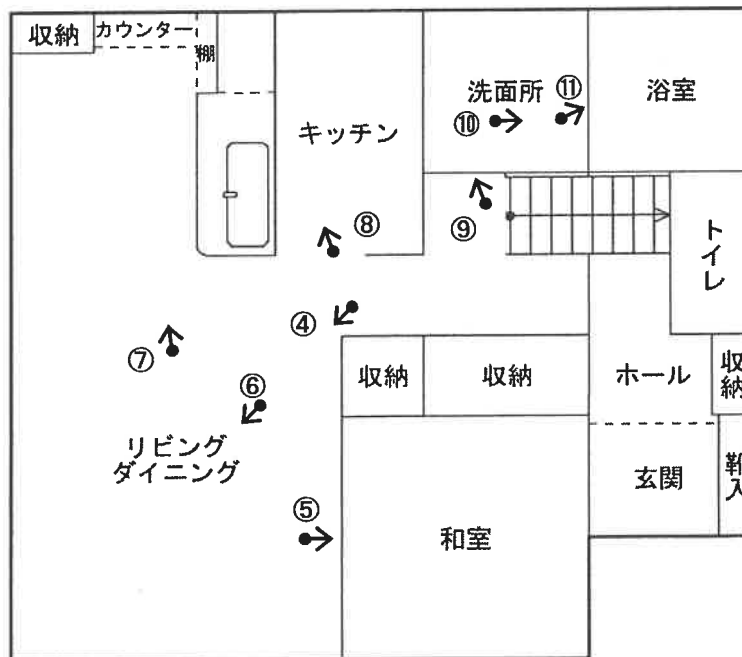 収納
カウンター
棚
キッチン
洗面所
⑪
⑩
浴室
⑧
⑨
トイレ
④
⑦
⑥
収納
収納
ホール
収納
リビング
ダイニング
玄関
靴入
⑤
和室